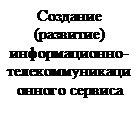 Создание
(развитие)
информационно-
телекоммуникаци
онного сервиса